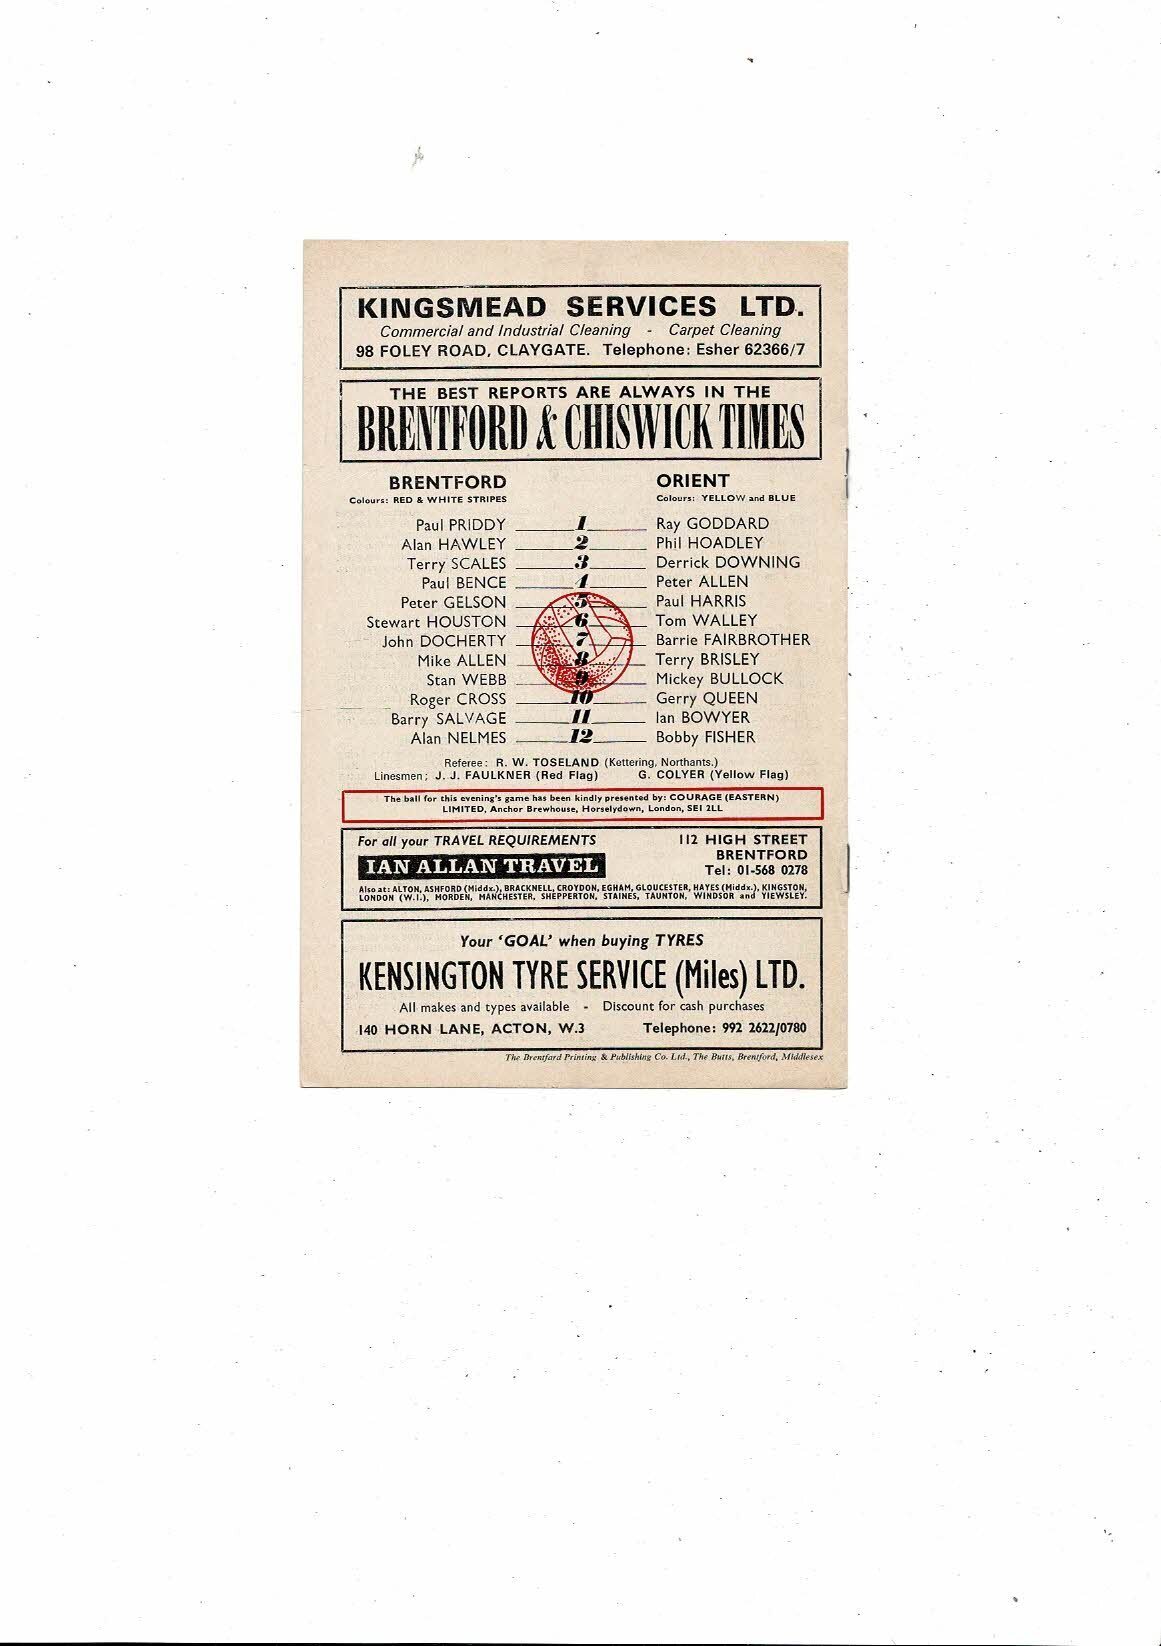 KINGSMEAD SERVICES LTD.
Commercial and Industrial Cleaning - Carpet Cleaning
98 FOLEY ROAD, CLAYGATE. Telephone: Esher 62366/7
THE BEST REPORTS ARE ALWAYS IN THE
BRENTFORD & CHISWICK TIMES
BRENTFORD ORIENT
Colours: RED & WHITE STRIPES Colours: YELLOW and BLUE
Paul PRIDDY 1 Ray GODDARD
Alan HAWLEY 2 Phil HOADLEY
Terry SCALES 3 Derrick DOWNING
Paul BENCE 4 Peter ALLEN
Peter GELSON 5 Paul HARRIS
Stewart HOUSTON 6 Tom WALLEY
John DOCHERTY 7 Barrie FAIRBROTHER
Mike ALLEN 8 Terry BRISLEY
Stan WEBB 9 Mickey BULLOCK
Roger CROSS 10 Gerry QUEEN
Barry SALVAGE 11 Ian BOWYER
Alan NELMES 12 Bobby FISHER
Referee: R. W. TOSELAND (Kettering, Northants.)
Linesmen; J. J. FAULKNER (Red Flag) G. COLYER (Yellow Flag)
The ball for this evening's game has been kindly presented by: COURAGE (EASTERN)
LIMITED, Anchor Brewhouse, Horselydown, London, SE1 2LL
For all your TRAVEL REQUIREMENTS 112 HIGH STREET
BRENTFORD
IAN ALLAN TRAVEL Tel: 01-568 0278
Also at: ALTON, ASHFORD (Middx.), BRACKNELL, CROYDON, EGHAM, GLOUCESTER, HAYES (Middx.), KINGSTON,
LONDON (W.1.), MORDEN, MANCHESTER, SHEPPERTON, STAINES, TAUNTON, WINDSOR and YIEWSLEY.
Your 'GOAL' when buying TYRES
KENSINGTON TYRE SERVICE (Miles) LTD.
All makes and types available - Discount for cash purchases
140 HORN LANE, ACTON, W.3 Telephone: 992 2622/0780
The Brentford Printing & Publishing Co. Ltd., The Butts, Brentford, Middlesex